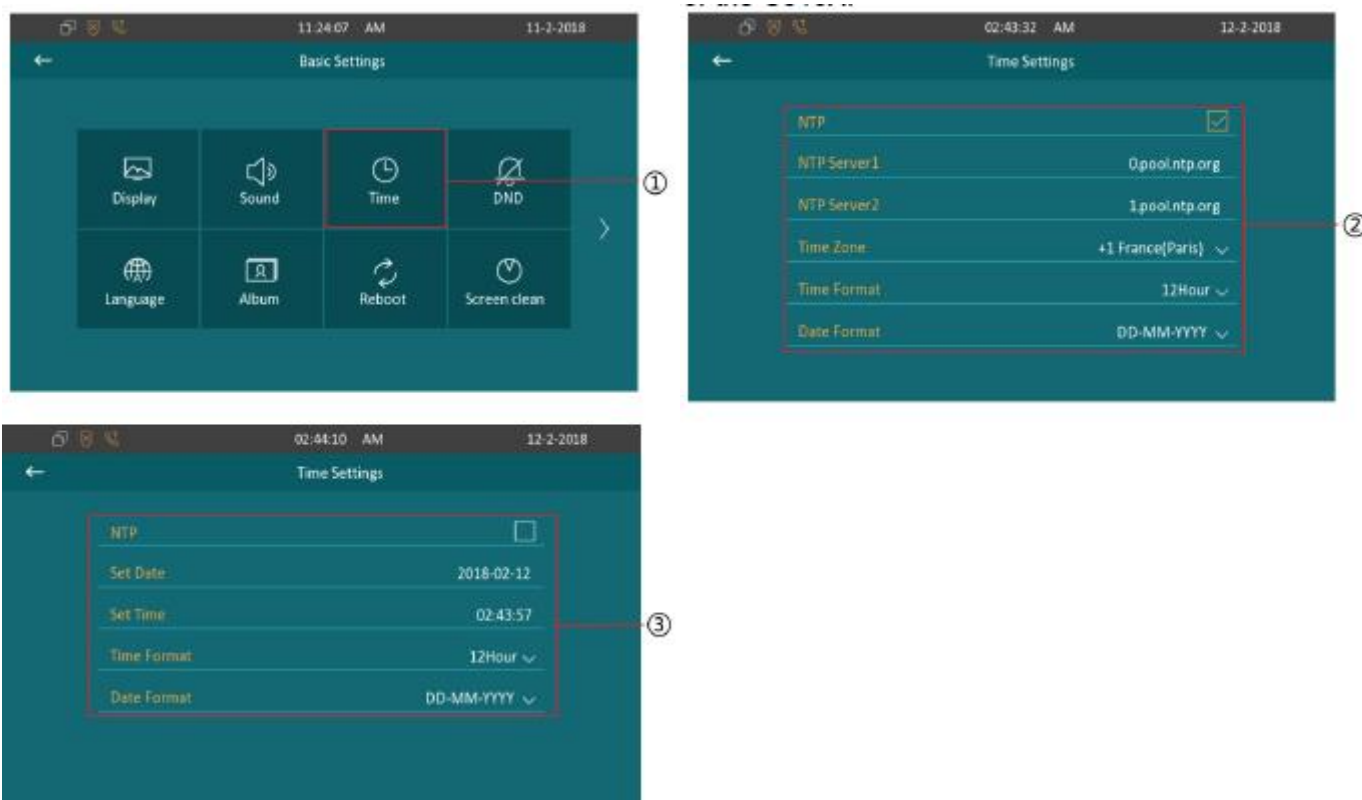 11:24:07 AM 11-2-2018
Basic Settings
Display Sound Time DND
Language Album Reboot Screen clean
①
02:43:32 AM 12-2-2018
Time Settings
NTP
NTP Server1 0.pool.ntp.org
NTP Server2 1.pool.ntp.org
Time Zone +1 France(Paris)
Time Format 12Hour
Date Format DD-MM-YYYY
②
02:44:10 AM 12-2-2018
Time Settings
NTP
Set Date 2018-02-12
Set Time 02:43:57
Time Format 12Hour
Date Format DD-MM-YYYY
③